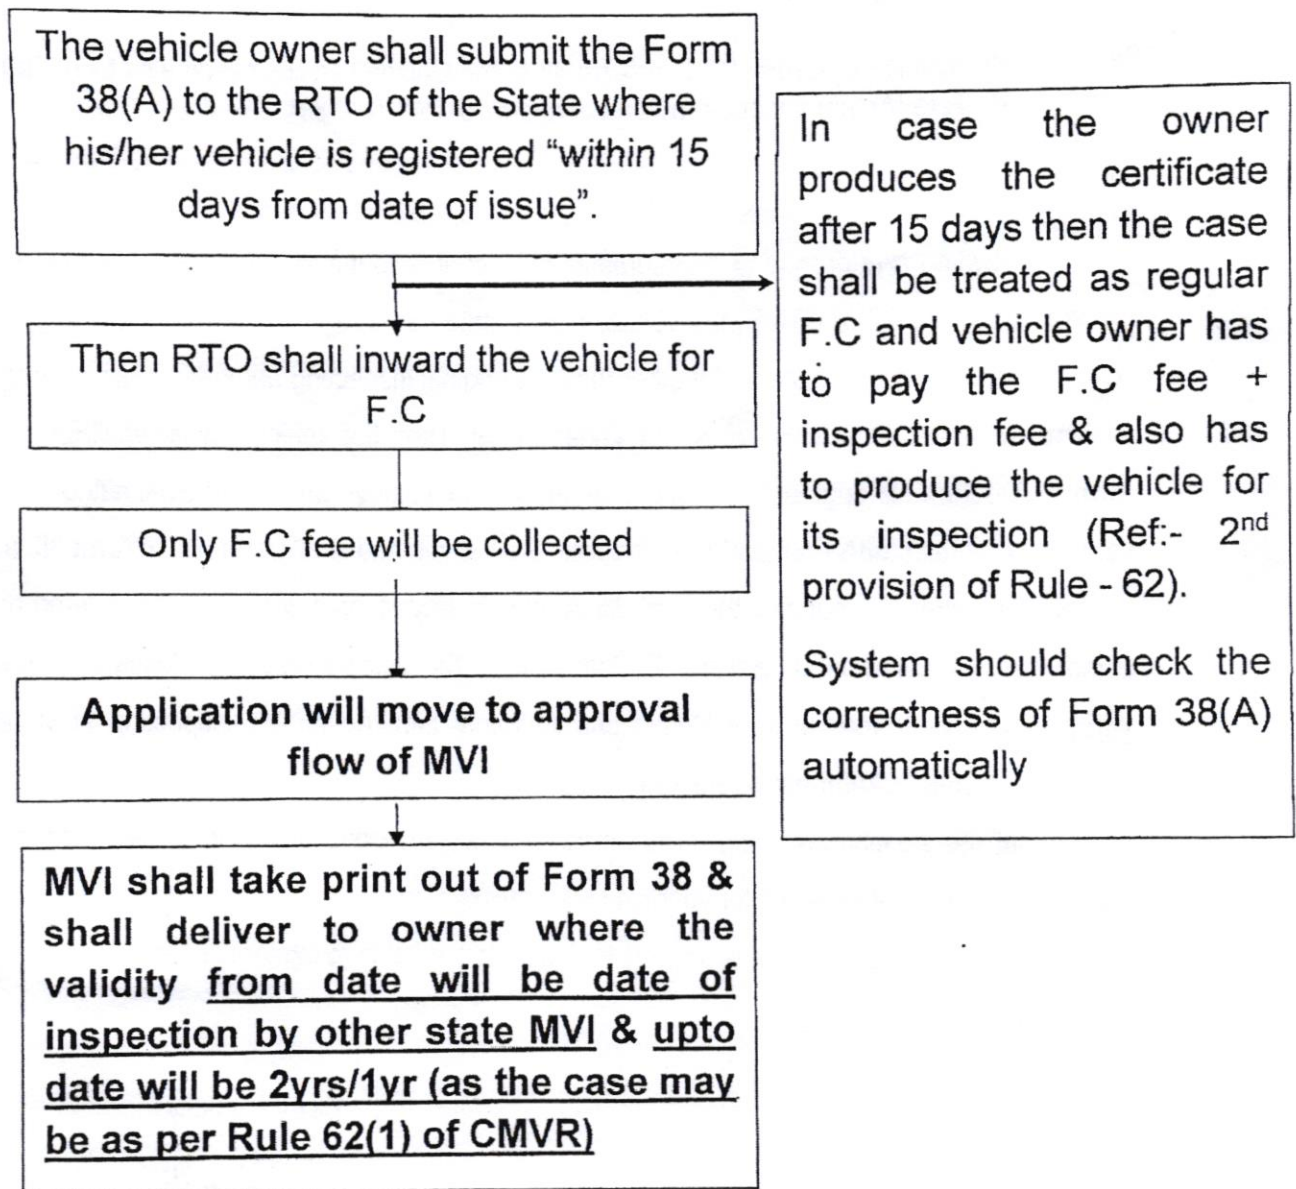 The vehicle owner shall submit the Form
38(A) to the RTO of the State where
his/her vehicle is registered “within 15
days from date of issue”.
Then RTO shall inward the vehicle for
F.C
Only F.C fee will be collected
Application will move to approval
flow of MVI
MVI shall take print out of Form 38 &
shall deliver to owner where the
validity from date will be date of
inspection by other state MVI & upto
date will be 2yrs/1yr (as the case may
be as per Rule 62(1) of CMVR)
In case the owner
produces the certificate
after 15 days then the case
shall be treated as regular
F.C and vehicle owner has
to pay the F.C fee +
inspection fee & also has
to produce the vehicle for
its inspection (Ref:- 2nd
provision of Rule - 62).
System should check the
correctness of Form 38(A)
automatically